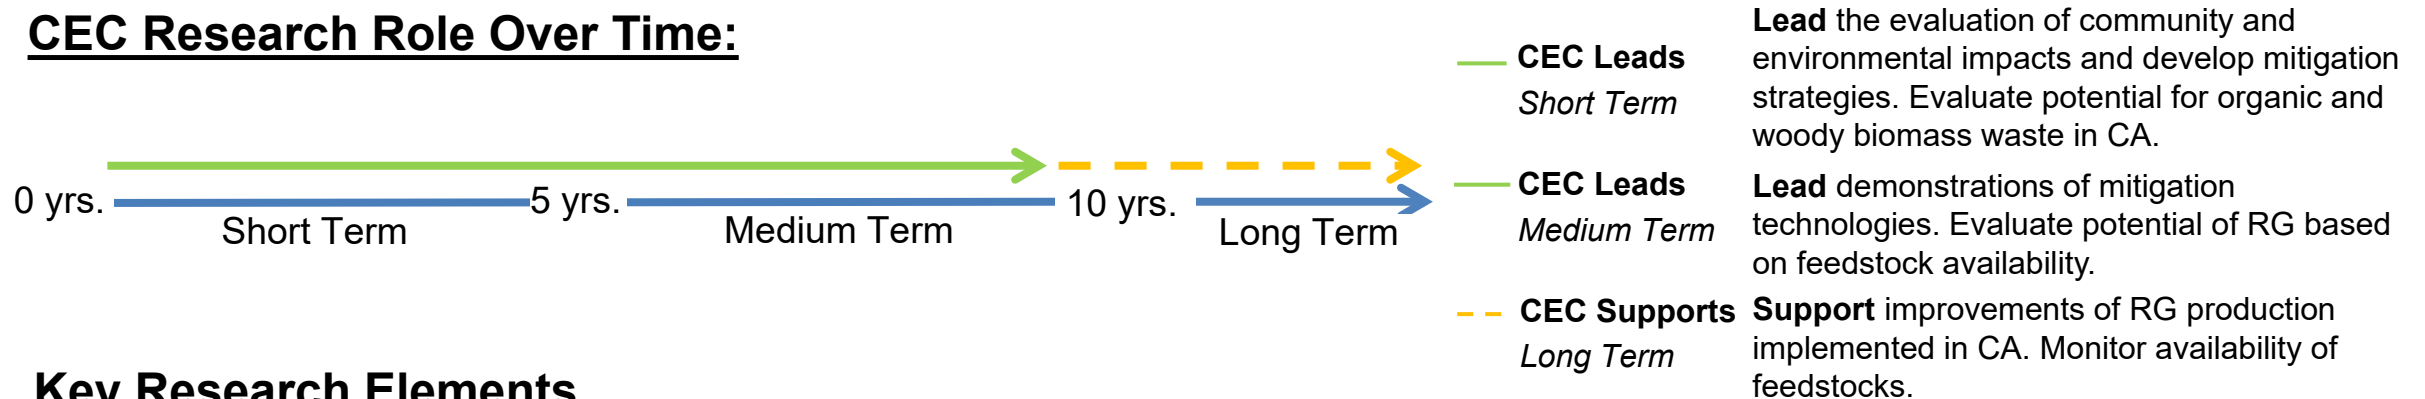 CEC Research Role Over Time:
0 yrs.
5 yrs.
10 yrs.
Short Term
Medium Term
Long Term
CEC Leads
Short Term
Lead the evaluation of community and
environmental impacts and develop mitigation
strategies. Evaluate potential for organic and
woody biomass waste in CA.
CEC Leads
Medium Term
Lead demonstrations of mitigation
technologies. Evaluate potential of RG based
on feedstock availability.
CEC Supports
Long Term
Support improvements of RG production
implemented in CA. Monitor availability of
feedstocks.
Key Research Elements